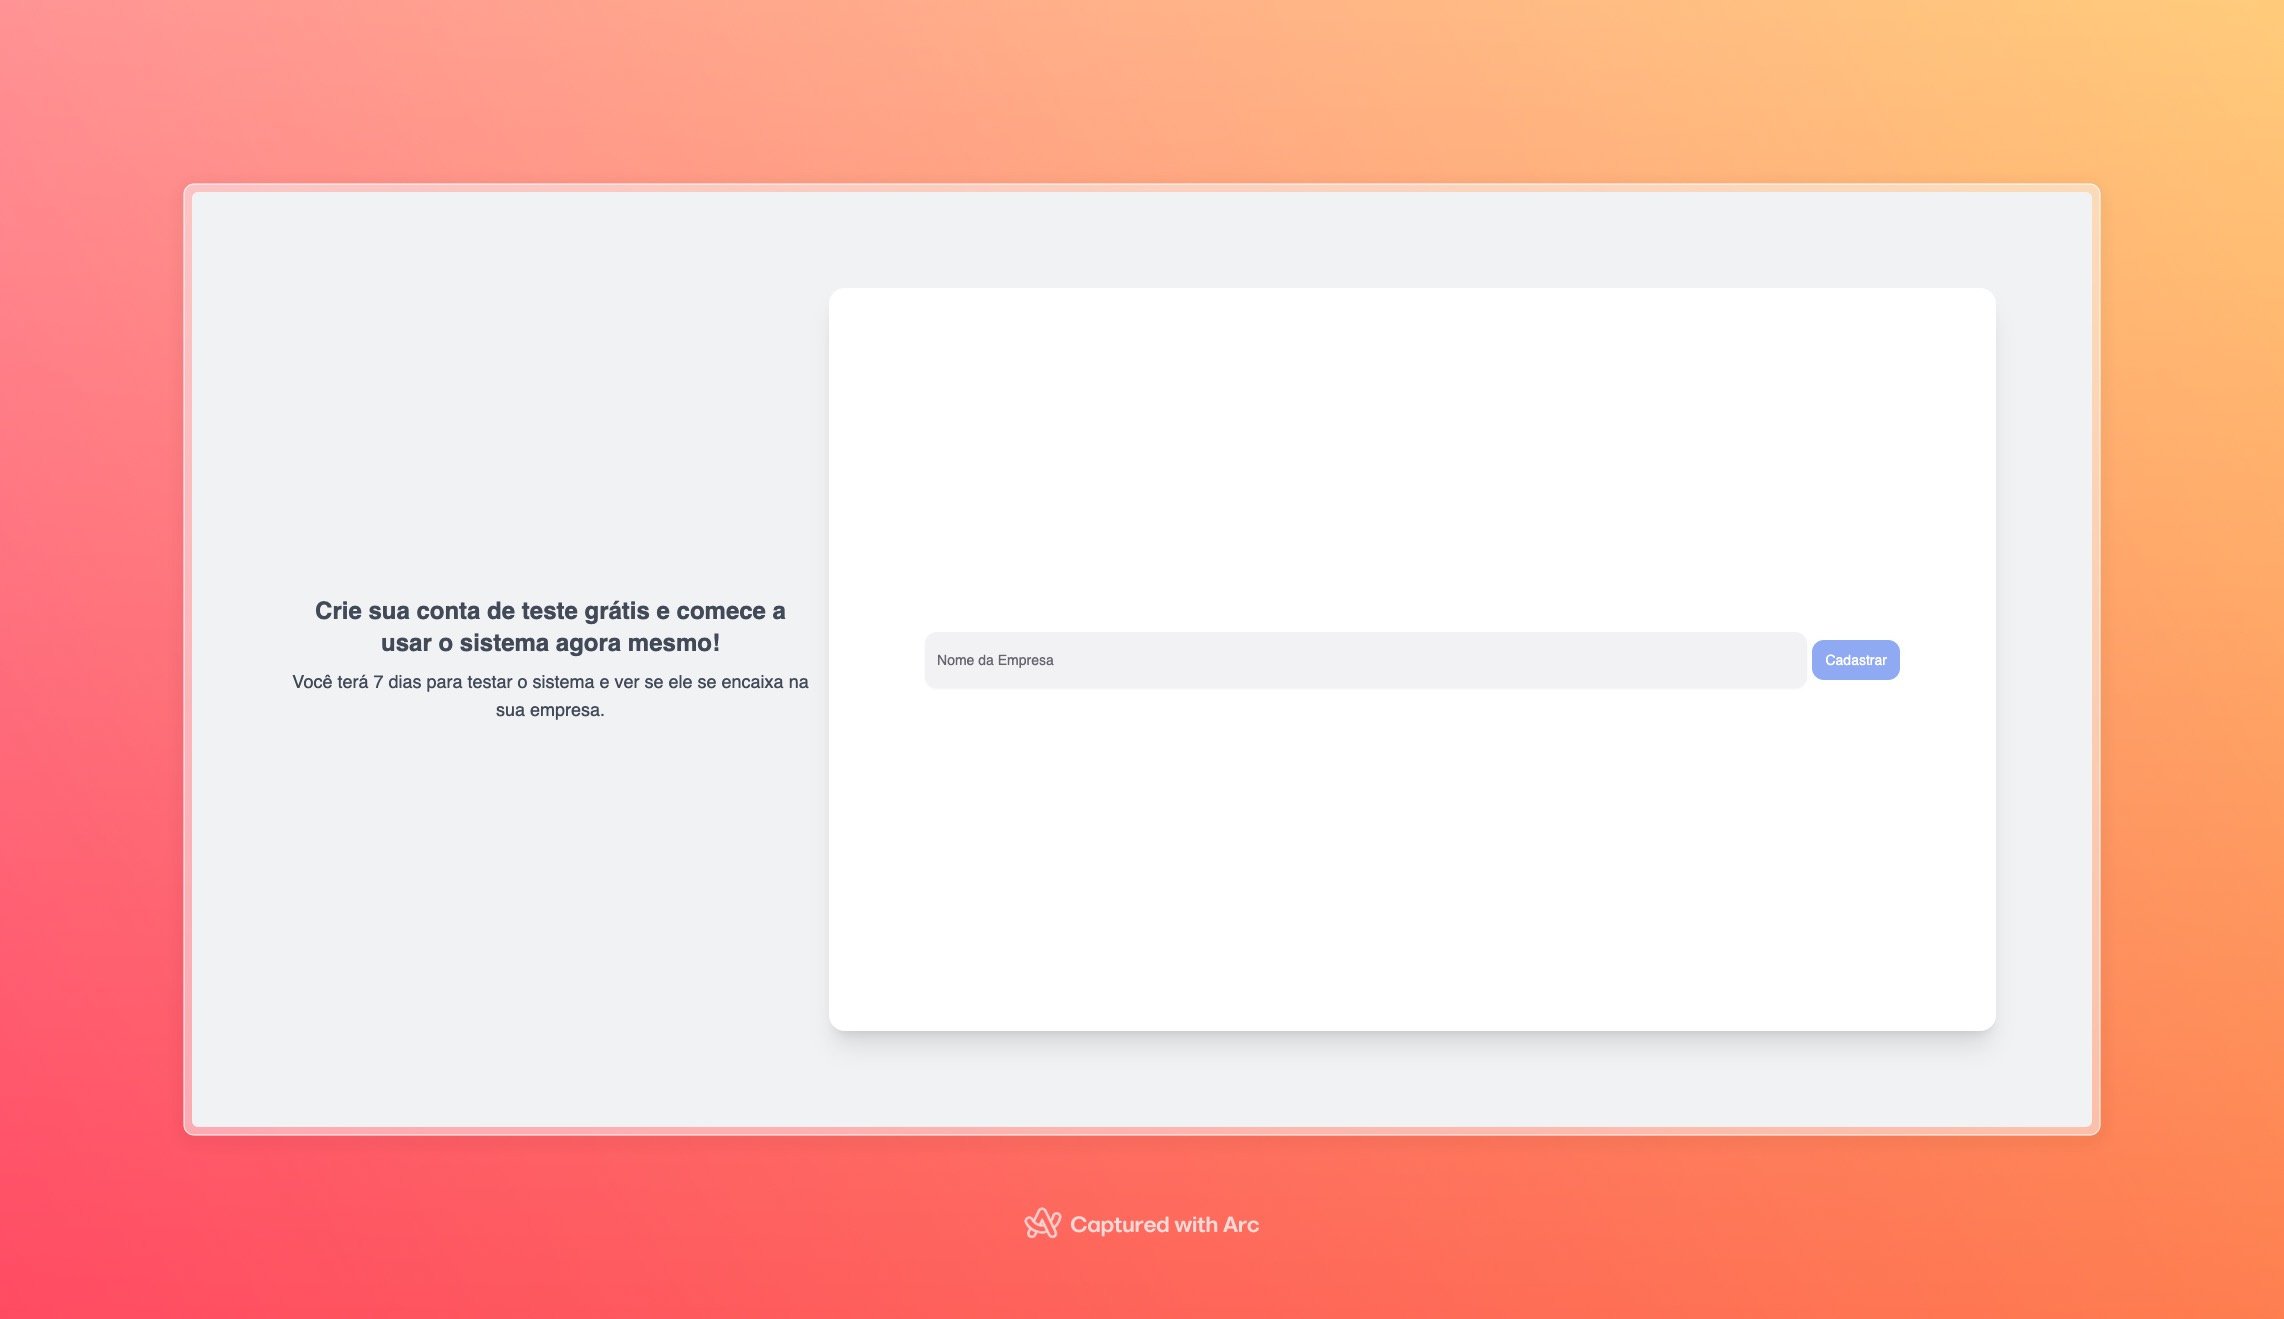 Crie sua conta de teste grátis e comece a
usar o sistema agora mesmo!
Você terá 7 dias para testar o sistema e ver se ele se encaixa na
sua empresa.
Nome da Empresa
Cadastrar
Captured with Arc